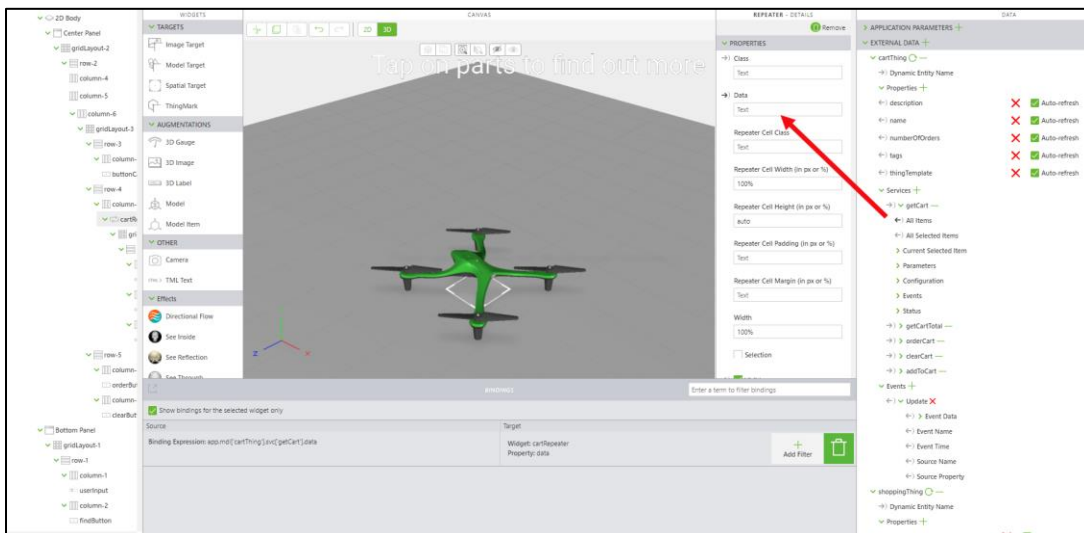 2D Body
Center Panel
gridLayout-2
row-2
column-4
column-5
column-6
gridLayout-3
row-3
column-
buttonC
row-4
column-
cartR
gri
row-5
column-
orderBu
column-
clearBut
Bottom Panel
gridLayout-1
row-1
column-1
userInput
column-2
findButton
WIDGETS
TARGETS
Image Target
Model Target
Spatial Target
ThingMark
AUGMENTATIONS
3D Gauge
3D Image
3D Label
Model
Model Item
OTHER
Camera
TML Text
Effects
Directional Flow
See Inside
See Reflection
See Through
CANVAS
2D 3D
Tap on parts to find out more
z x
REPEATER - DETAILS
Remove
PROPERTIES
Class
Text
Data
Text
Repeater Cell Class
Text
Repeater Cell Width (in px or %)
100%
Repeater Cell Height (in px or %)
auto
Repeater Cell Padding (in px or %)
Text
Repeater Cell Margin (in px or %)
Text
Width
100%
Selection
BINDINGS
Enter a term to filter bindings
Show bindings for the selected widget only
Source
Target
Binding Expression: app.mdl['cartThing'].svc['getCart'].data
Widget: cartRepeater
Property: data
Add Filter
DATA
APPLICATION PARAMETERS
EXTERNAL DATA
cartThing
Dynamic Entity Name
Properties
description Auto-refresh
name Auto-refresh
numberOfOrders Auto-refresh
tags Auto-refresh
thingTemplate Auto-refresh
Services
getCart
All Items
All Selected Items
Current Selected Item
Parameters
Configuration
Events
Status
getCartTotal
orderCart
clearCart
addToCart
Events
Update
Event Data
Event Name
Event Time
Source Name
Source Property
shoppingThing
Dynamic Entity Name
Properties